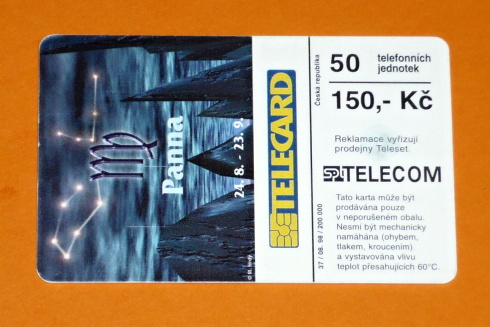 Panna
24. 8. - 23. 9.
TELECARD
Česká republika
50 telefonních
jednotek
150,- Kč
Reklamace vyřizují
prodejny Teleset.
SPT TELECOM
Tato karta může být
prodávána pouze
v neporušeném obalu.
Nesmí být mechanicky
namáhána (ohybem,
tlakem, kroucením)
a vystavována vlivu
teplot přesahujících 60°C.
37 / 08. 98 / 200 000